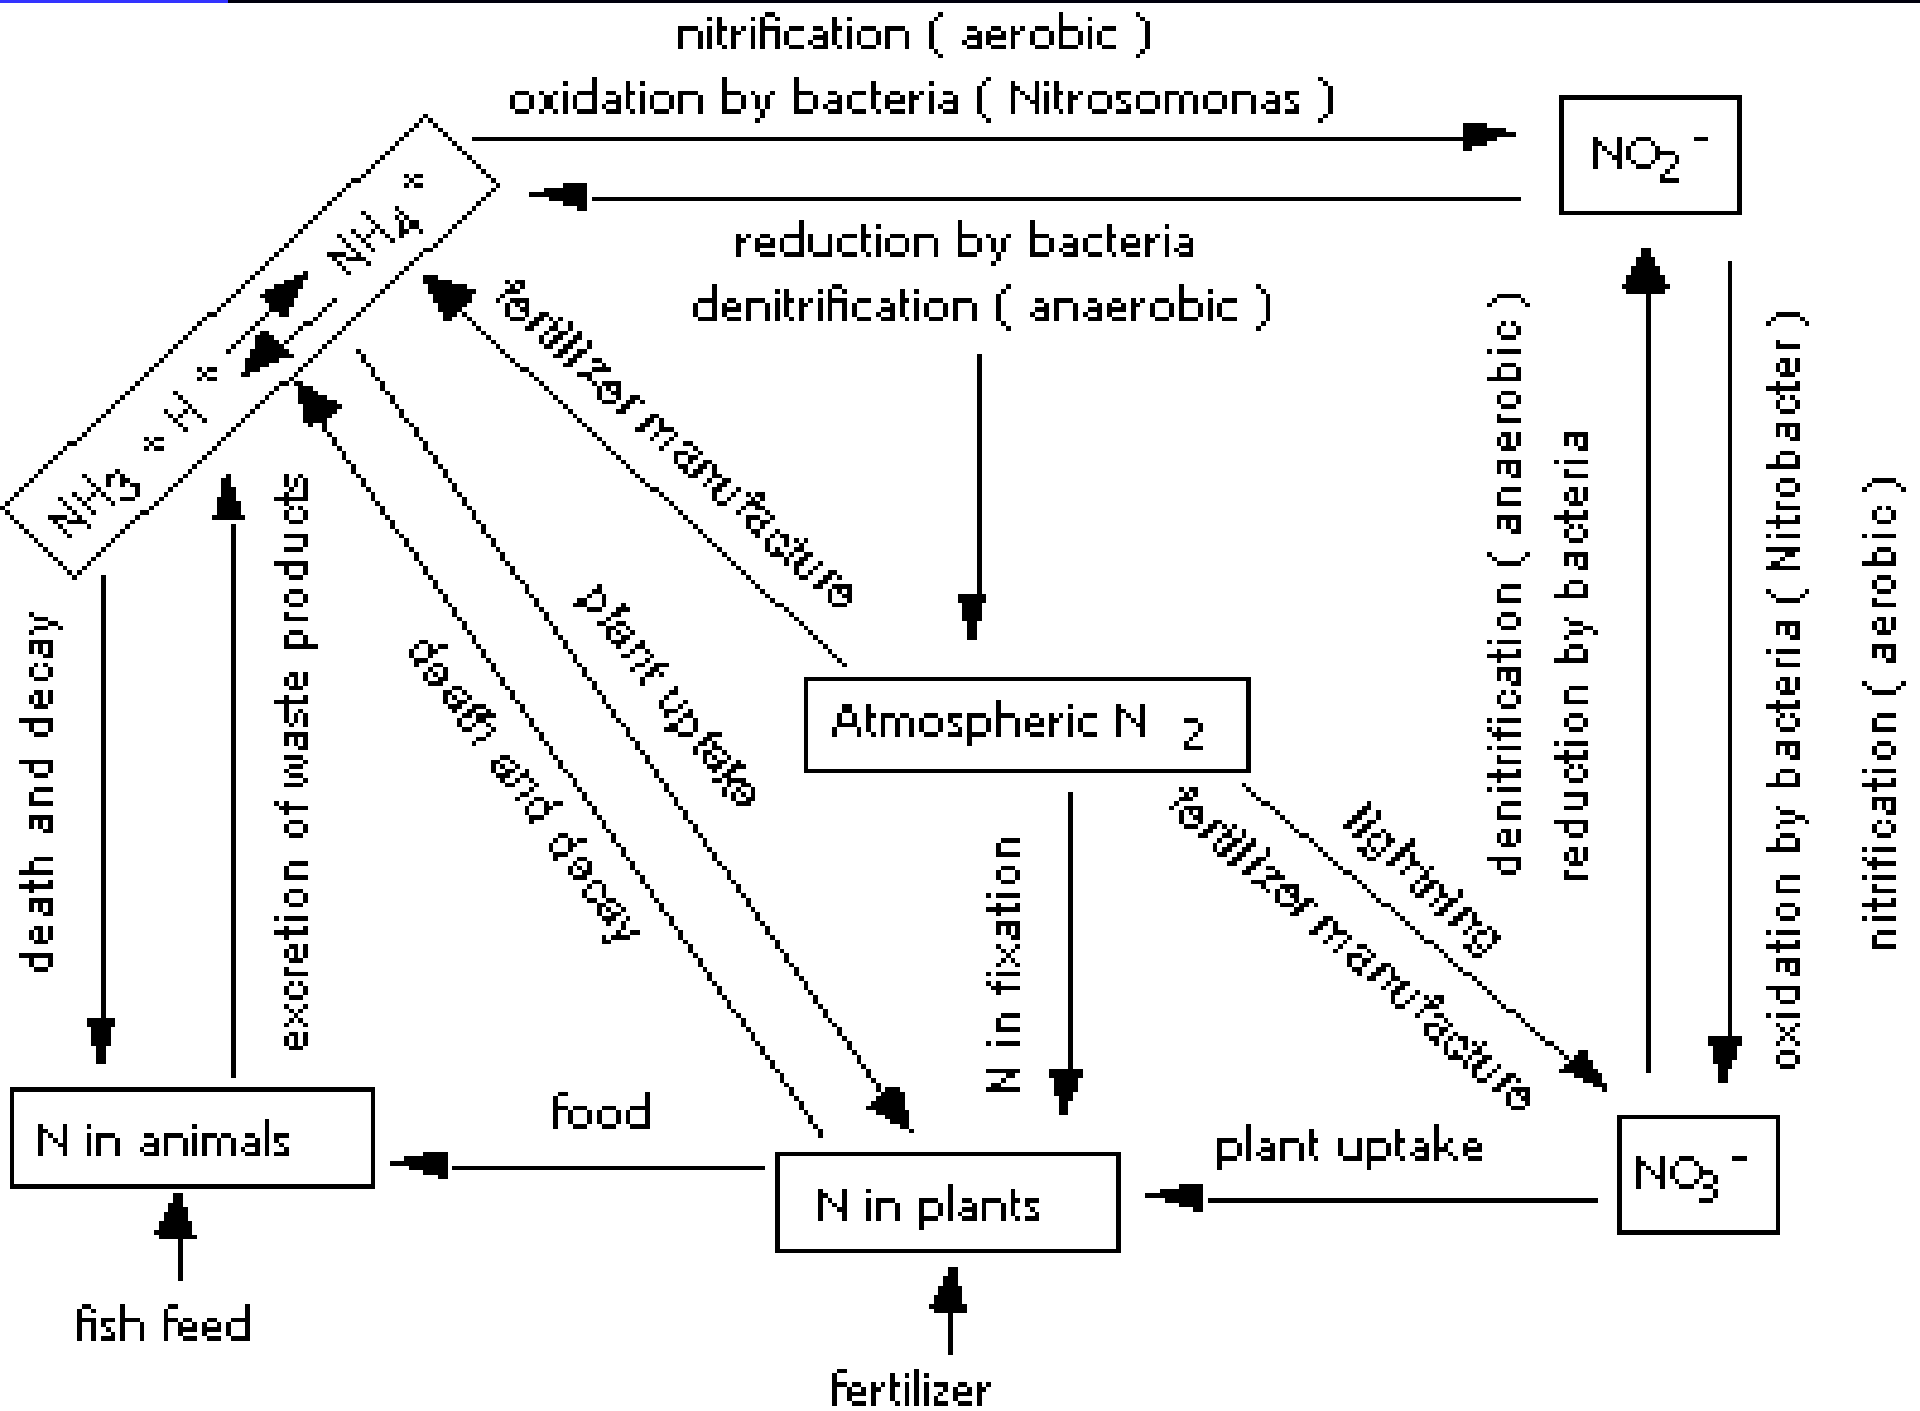 nitrification ( aerobic )
oxidation by bacteria ( Nitrosomonas )
NO2 -
NH3 + H + NH4 +
reduction by bacteria
denitrification ( anaerobic )
fertilizer manufacture
death and decay
excretion of waste products
death and decay
plant uptake
Atmospheric N 2
N in fixation
lightning
fertilizer manufacture
denitrification ( anaerobic )
reduction by bacteria
oxidation by bacteria ( Nitrobacter )
nitrification ( aerobic )
N in animals
food
N in plants
plant uptake
NO3 -
fish feed
fertilizer